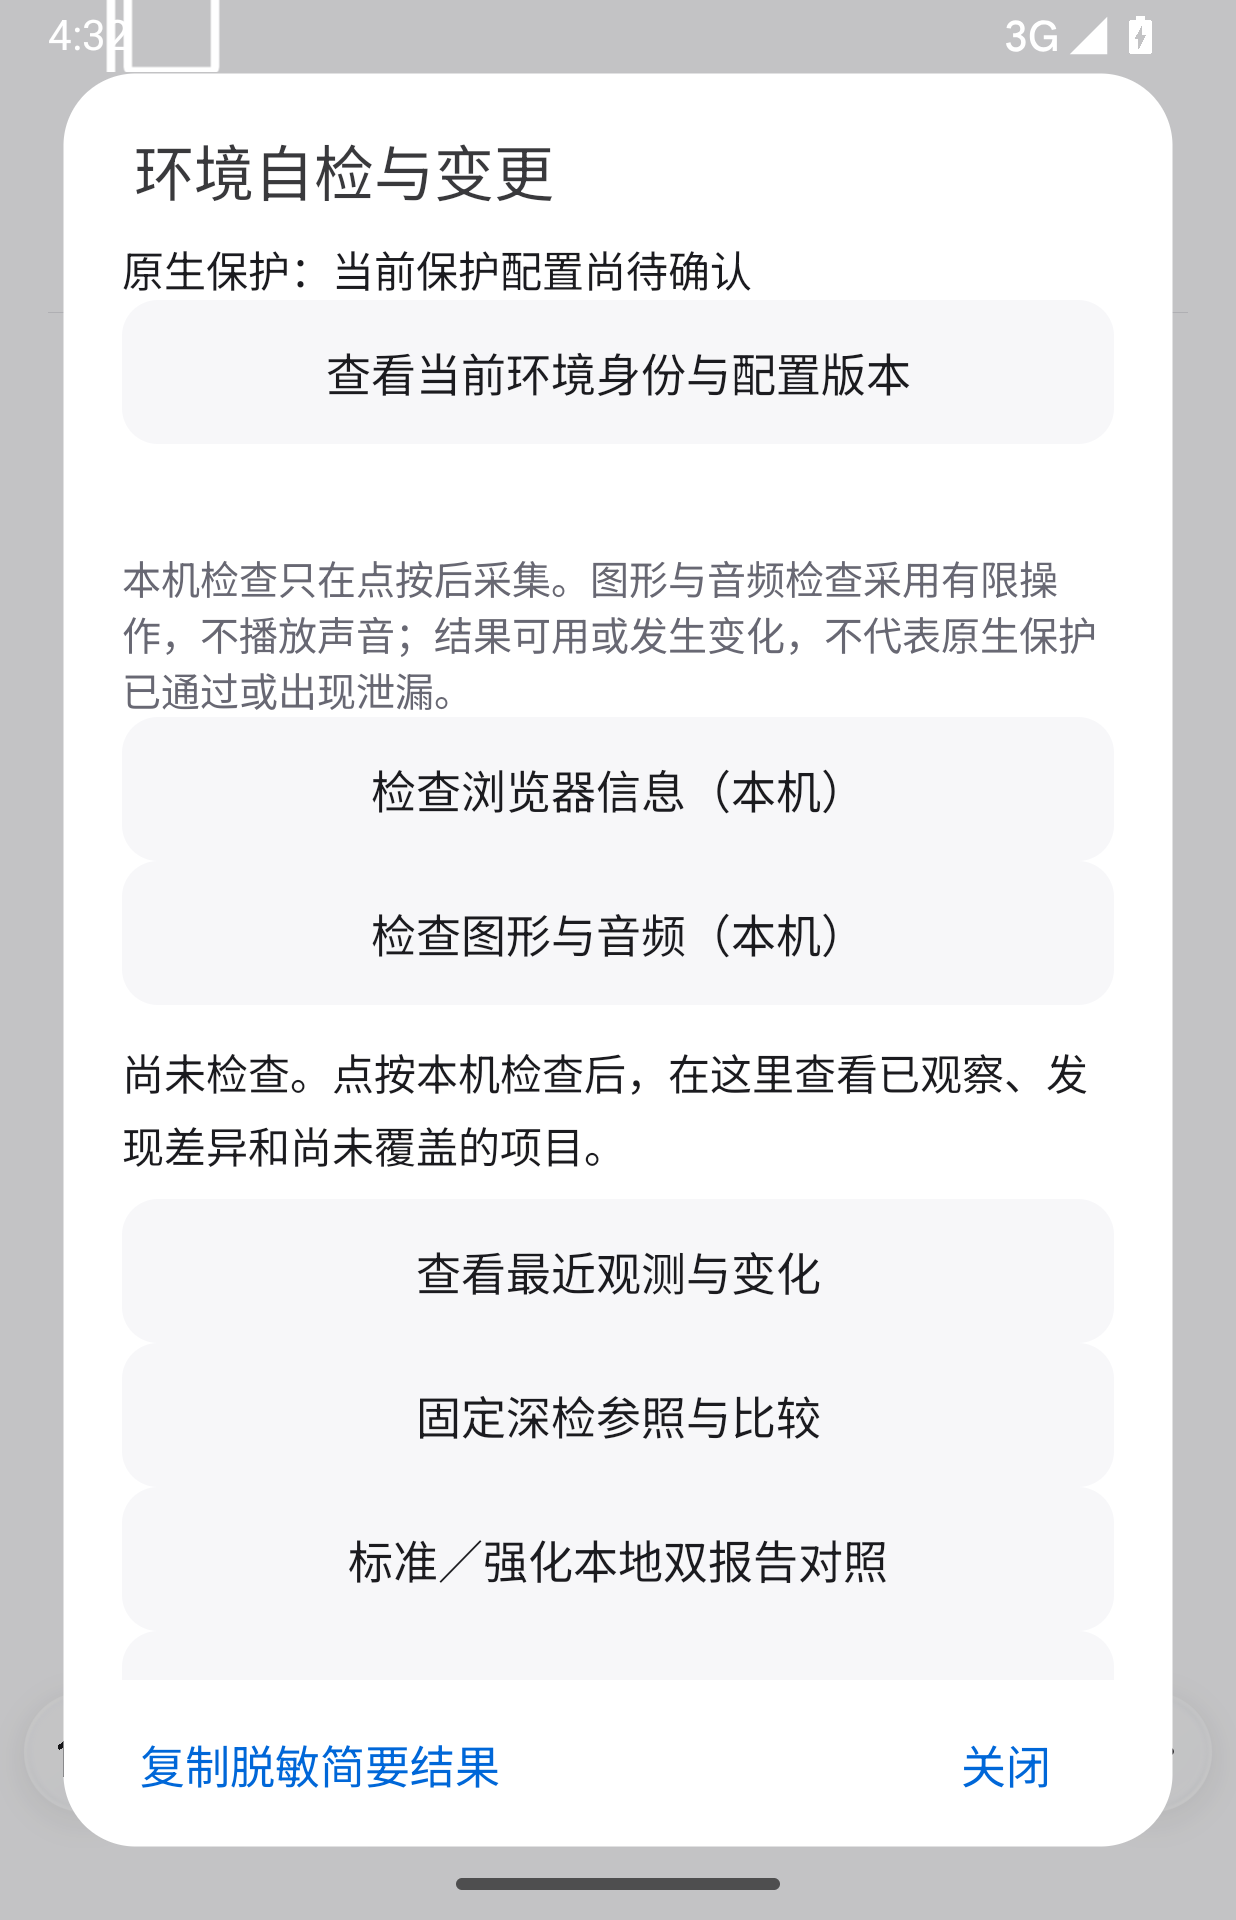 4:32
3G
环境自检与变更
原生保护：当前保护配置尚待确认
查看当前环境身份与配置版本
本机检查只在点按后采集。图形与音频检查采用有限操
作，不播放声音；结果可用或发生变化，不代表原生保护
已通过或出现泄漏。
检查浏览器信息（本机）
检查图形与音频（本机）
尚未检查。点按本机检查后，在这里查看已观察、发
现差异和尚未覆盖的项目。
查看最近观测与变化
固定深检参照与比较
标准／强化本地双报告对照
复制脱敏简要结果
关闭